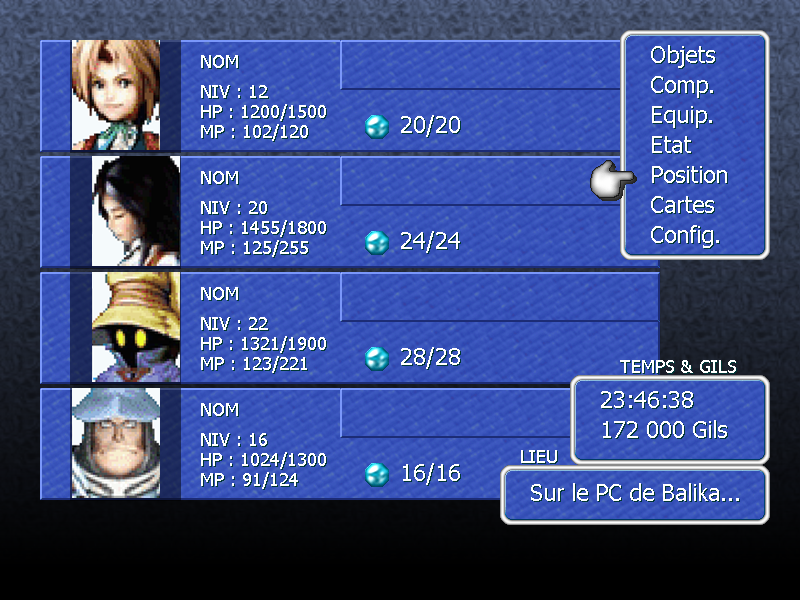 NOM
NIV : 12
HP : 1200/1500
MP : 102/120
20/20
NOM
NIV : 20
HP : 1455/1800
MP : 125/255
24/24
NOM
NIV : 22
HP : 1321/1900
MP : 123/221
28/28
NOM
NIV : 16
HP : 1024/1300
MP : 91/124
16/16
Objets
Comp.
Equip.
Etat
Position
Cartes
Config.
TEMPS & GILS
23:46:38
172 000 Gils
LIEU
Sur le PC de Balika...